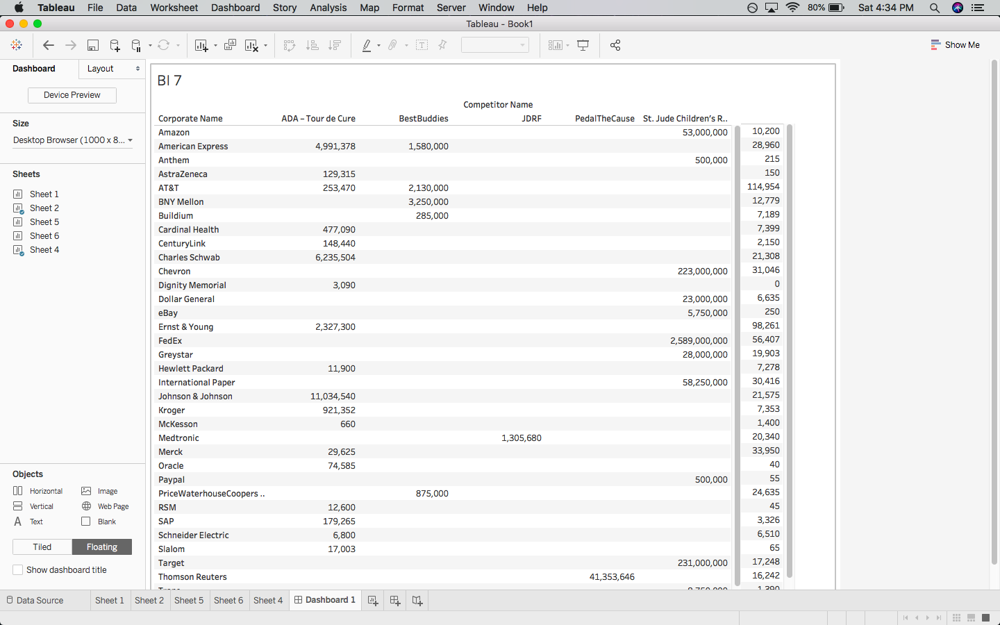 Tableau File Data Worksheet Dashboard Story Analysis Map Format Server Window Help 80% Sat 4:34 PM
Tableau - Book1
Show Me
Dashboard Layout
Device Preview
Size
Desktop Browser (1000 x 8...
Sheets
Sheet 1
Sheet 2
Sheet 5
Sheet 6
Sheet 4
Objects
Horizontal Image
Vertical Web Page
A Text Blank
Tiled Floating
Show dashboard title
BI 7
Competitor Name
Corporate Name ADA – Tour de Cure BestBuddies JDRF PedalTheCause St. Jude Children's R..
Amazon 53,000,000 10,200
American Express 4,991,378 1,580,000 28,960
Anthem 500,000 215
AstraZeneca 129,315 150
AT&T 253,470 2,130,000 114,954
BNY Mellon 3,250,000 12,779
Buildium 285,000 7,189
Cardinal Health 477,090 7,399
CenturyLink 148,440 2,150
Charles Schwab 6,235,504 21,308
Chevron 223,000,000 31,046
Dignity Memorial 3,090 0
Dollar General 23,000,000 6,635
eBay 5,750,000 250
Ernst & Young 2,327,300 98,261
FedEx 2,589,000,000 56,407
Greystar 28,000,000 19,903
Hewlett Packard 11,900 7,278
International Paper 58,250,000 30,416
Johnson & Johnson 11,034,540 21,575
Kroger 921,352 7,353
McKesson 660 1,400
Medtronic 1,305,680 20,340
Merck 29,625 33,950
Oracle 74,585 40
Paypal 500,000 55
PriceWaterhouseCoopers .. 875,000 24,635
RSM 12,600 45
SAP 179,265 3,326
Schneider Electric 6,800 6,510
Slalom 17,003 65
Target 231,000,000 17,248
Thomson Reuters 41,353,646 16,242
Data Source Sheet 1 Sheet 2 Sheet 5 Sheet 6 Sheet 4 Dashboard 1